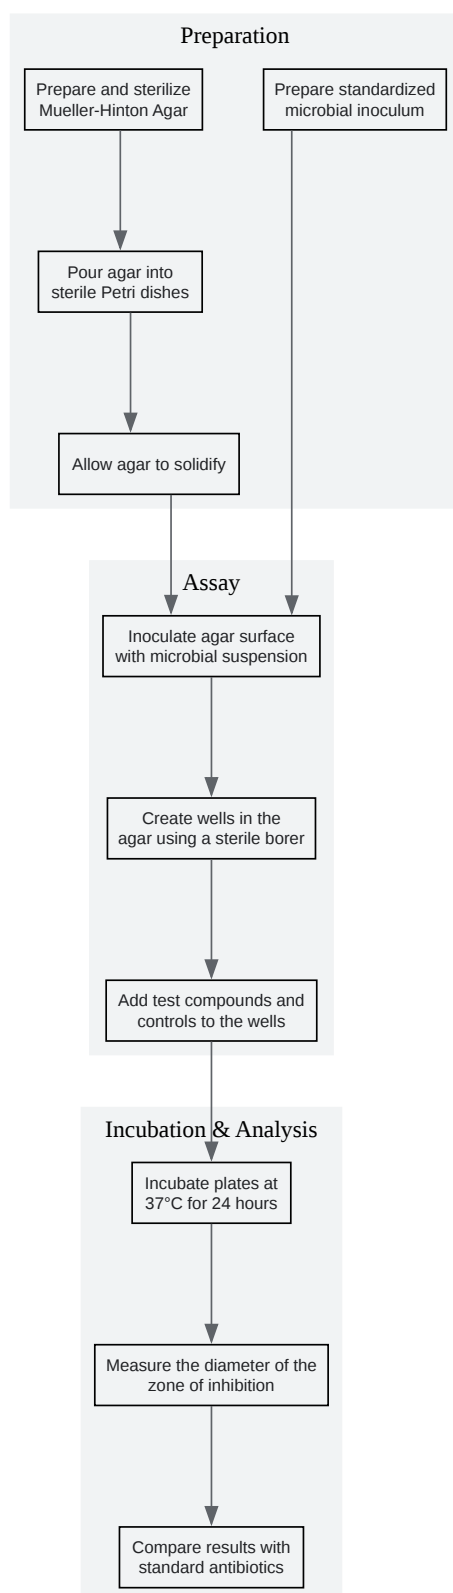 Preparation
Prepare and sterilize
Mueller-Hinton Agar
Prepare standardized
microbial inoculum
Pour agar into
sterile Petri dishes
Allow agar to solidify
Assay
Inoculate agar surface
with microbial suspension
Create wells in the
agar using a sterile borer
Add test compounds and
controls to the wells
Incubation & Analysis
Incubate plates at
37°C for 24 hours
Measure the diameter of the
zone of inhibition
Compare results with
standard antibiotics